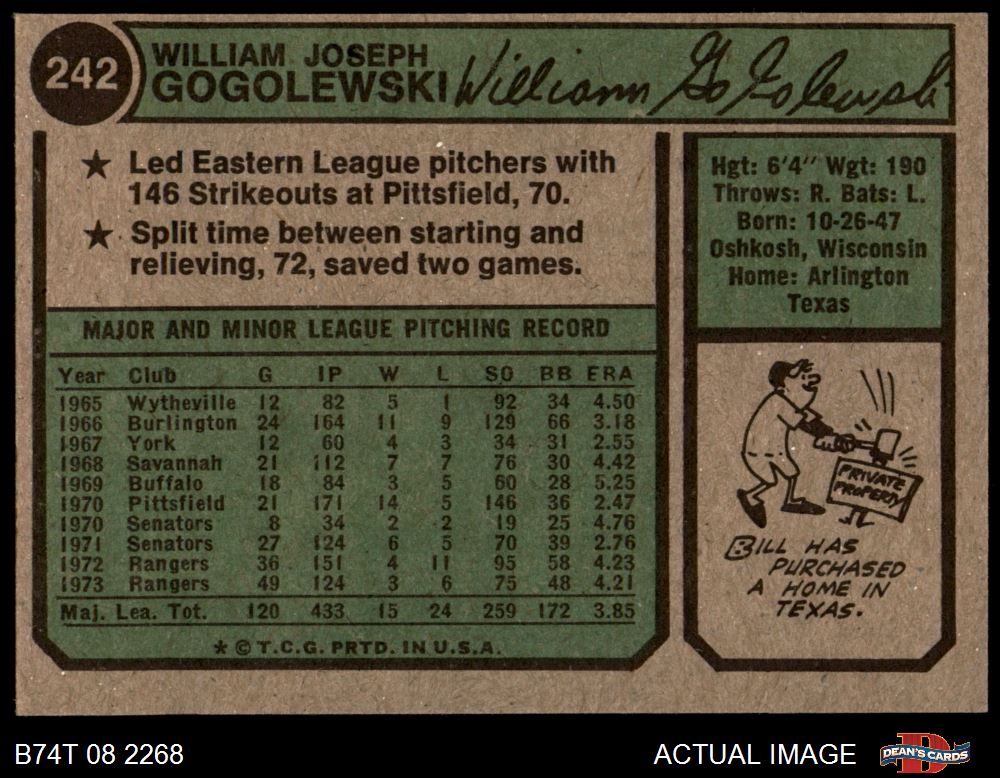 242
WILLIAM JOSEPH
GOGOLEWSKI William GoGolewski
★ Led Eastern League pitchers with
146 Strikeouts at Pittsfield, 70.
★ Split time between starting and
relieving, 72, saved two games.
Hgt: 6'4" Wgt: 190
Throws: R. Bats: L.
Born: 10-26-47
Oshkosh, Wisconsin
Home: Arlington
Texas
MAJOR AND MINOR LEAGUE PITCHING RECORD
Year Club G IP W L SO BB ERA
1965 Wytheville 12 82 5 1 92 34 4.50
1966 Burlington 24 164 11 9 129 66 3.18
1967 York 12 60 4 3 34 31 2.55
1968 Savannah 21 112 7 7 76 30 4.42
1969 Buffalo 18 84 3 5 60 28 5.25
1970 Pittsfield 21 171 14 5 146 36 2.47
1970 Senators 8 34 2 2 19 25 4.76
1971 Senators 27 124 6 5 70 39 2.76
1972 Rangers 36 151 4 11 95 58 4.23
1973 Rangers 49 124 3 6 75 48 4.21
Maj. Lea. Tot. 120 433 15 24 259 172 3.85
* © T.C.G. PRTD. IN U.S.A.
PRIVATE
PROPERTY
BILL HAS
PURCHASED
A HOME IN
TEXAS.
B74T 08 2268
ACTUAL IMAGE
DEAN'S CARDS